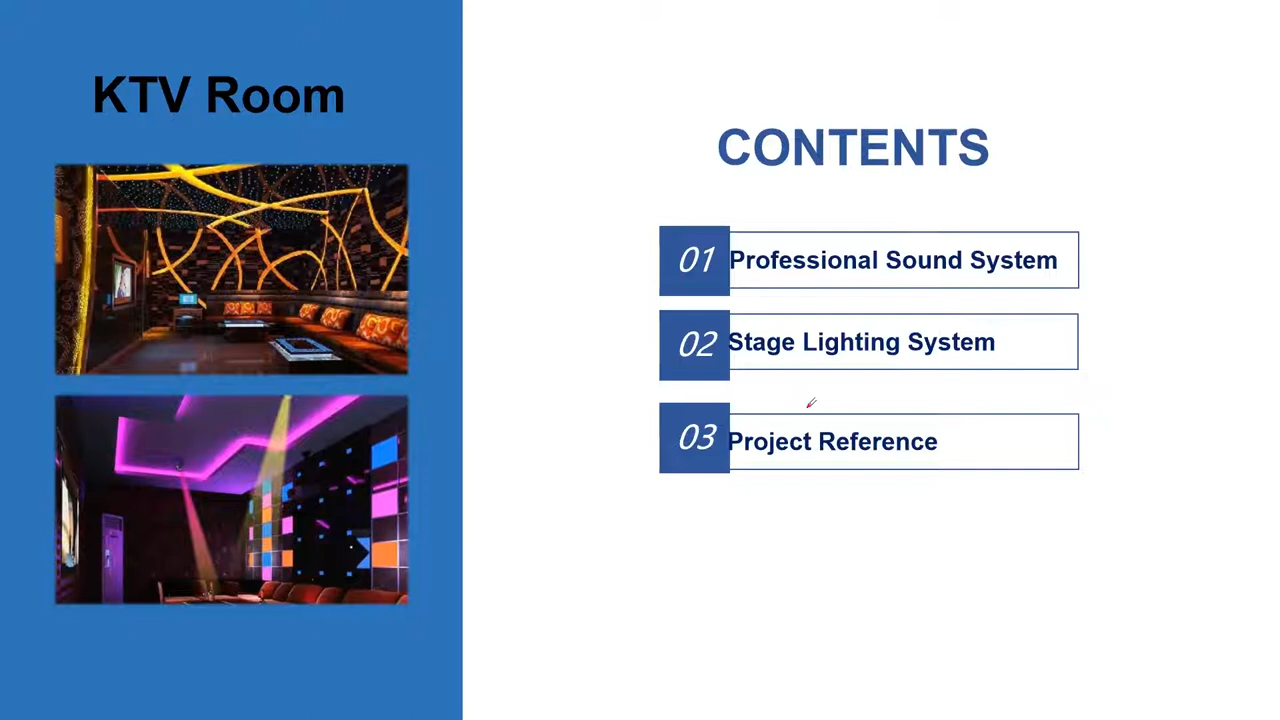 KTV Room
CONTENTS
01 Professional Sound System
02 Stage Lighting System
03 Project Reference